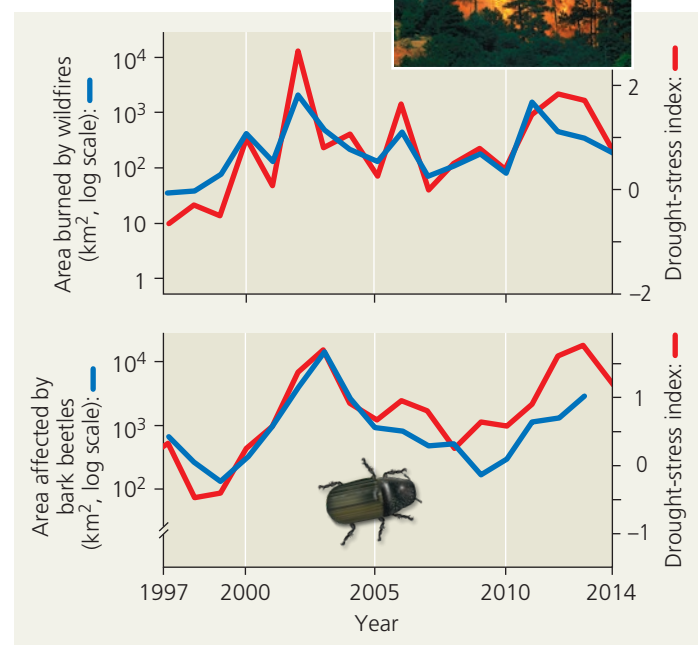 Area burned by wildfires
(km², log scale):
10⁴
10³
10²
10
1
2
0
–2
Drought-stress index:
Area affected by
bark beetles
(km², log scale):
10⁴
10³
10²
1
0
–1
Drought-stress index:
1997 2000 2005 2010 2014
Year